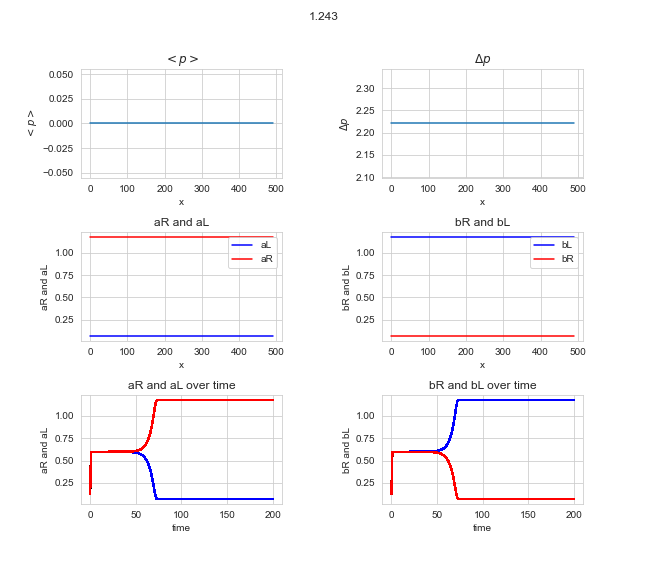 1.243
< p >
Δp
0.050
0.025
0.000
−0.025
−0.050
< p >
0 100 200 300 400 500
x
2.30
2.25
2.20
2.15
2.10
Δp
0 100 200 300 400 500
x
aR and aL
bR and bL
1.00
0.75
0.50
0.25
aR and aL
aL
aR
0 100 200 300 400 500
x
1.00
0.75
0.50
0.25
bR and bL
bL
bR
0 100 200 300 400 500
x
aR and aL over time
bR and bL over time
1.00
0.75
0.50
0.25
aR and aL
0 50 100 150 200
time
1.00
0.75
0.50
0.25
bR and bL
0 50 100 150 200
time